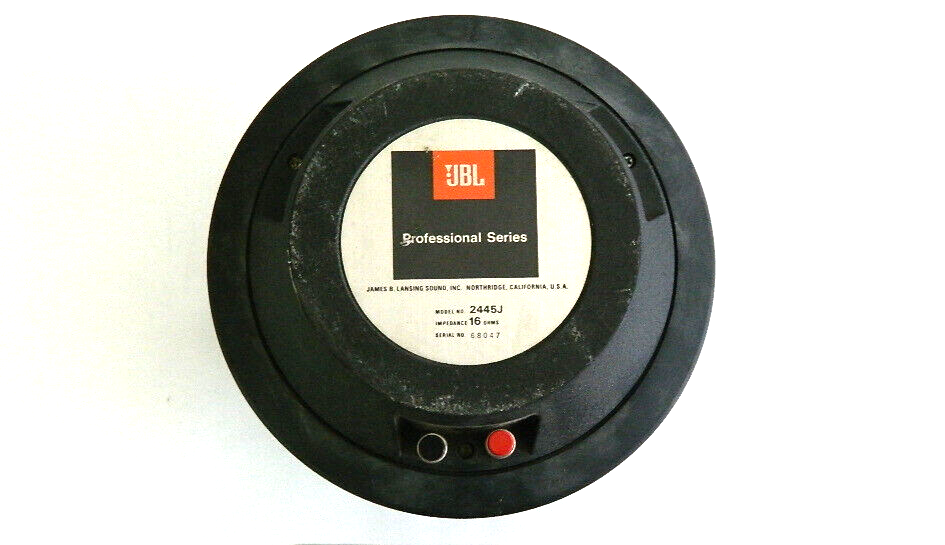 JBL
Professional Series
JAMES B. LANSING SOUND, INC. NORTHRIDGE, CALIFORNIA, U.S.A.
MODEL NO. 2445J
IMPEDANCE 16 OHMS
SERIAL NO. 68047